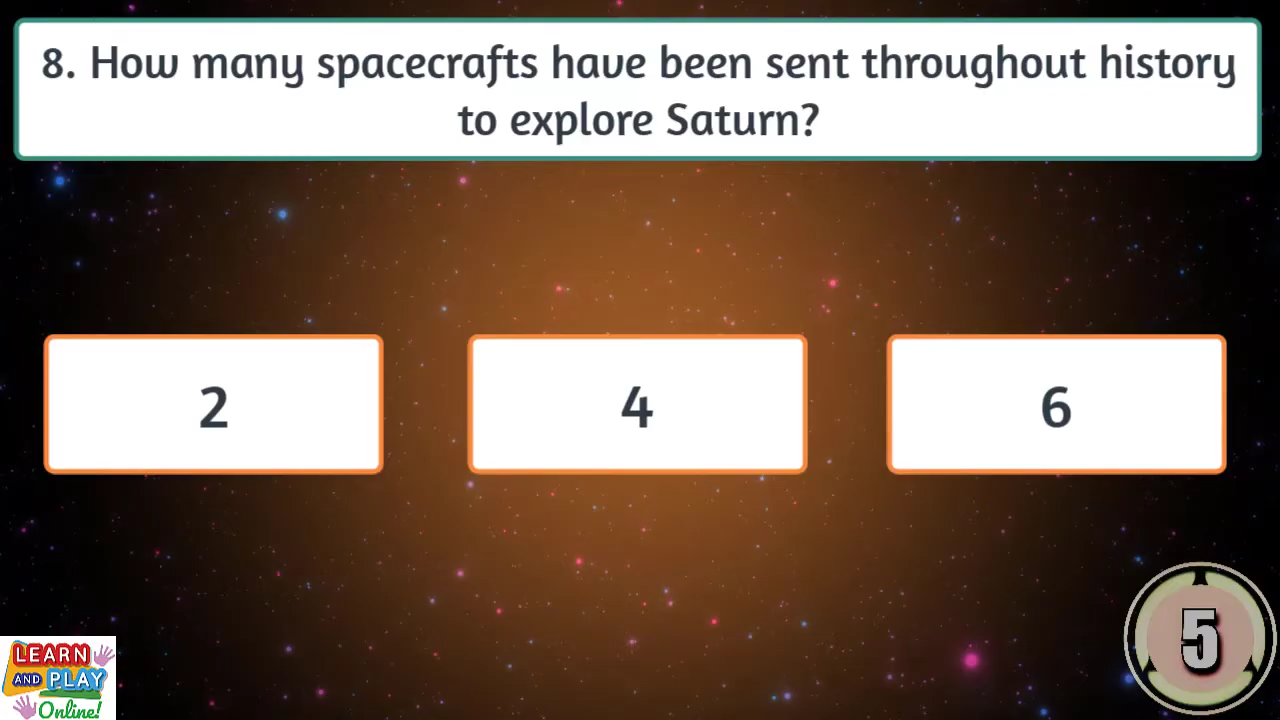 8. How many spacecrafts have been sent throughout history
to explore Saturn?
2
4
6
5
LEARN
AND PLAY
Online!